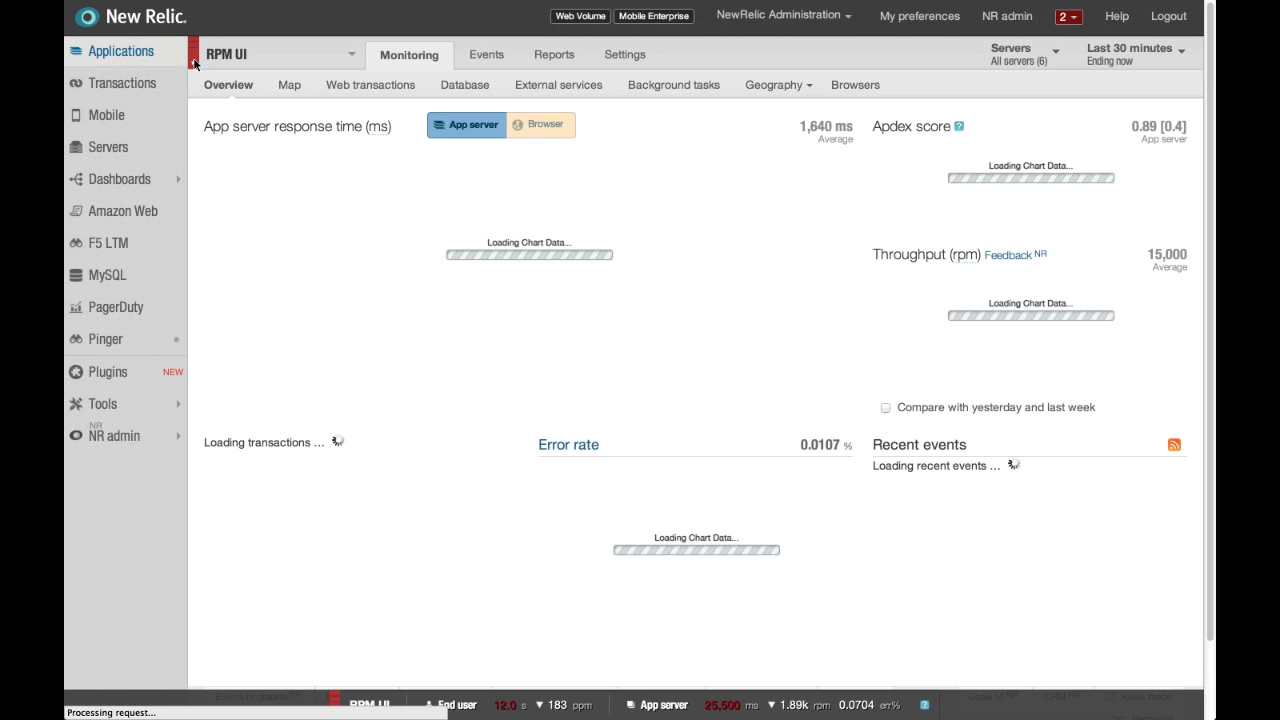 New Relic.
Web Volume
Mobile Enterprise
NewRelic Administration
My preferences
NR admin
2
Help
Logout
Applications
Transactions
Mobile
Servers
Dashboards
Amazon Web
F5 LTM
MySQL
PagerDuty
Pinger
Plugins NEW
Tools
NR
NR admin
RPM UI
Monitoring
Events
Reports
Settings
Servers
All servers (6)
Last 30 minutes
Ending now
Overview
Map
Web transactions
Database
External services
Background tasks
Geography
Browsers
App server response time (ms)
App server
Browser
1,640 ms
Average
Loading Chart Data...
Apdex score ?
0.89 [0.4]
App server
Loading Chart Data...
Throughput (rpm) Feedback NR
15,000
Average
Loading Chart Data...
Compare with yesterday and last week
Loading transactions ...
Error rate
0.0107 %
Loading Chart Data...
Recent events
Loading recent events ...
RPM UI
End user 12.0 s 183 ppm
App server 25,500 ms 1.89k rpm 0.0704 err% ?
Processing request...